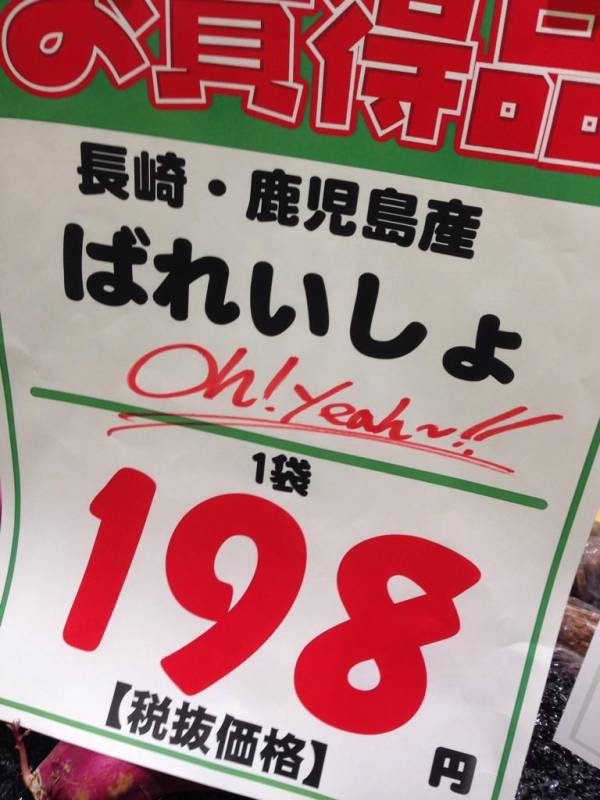 お買得品
長崎・鹿児島産
ばれいしょ
Oh! Yeah~!!
1袋
198
【税抜価格】 円